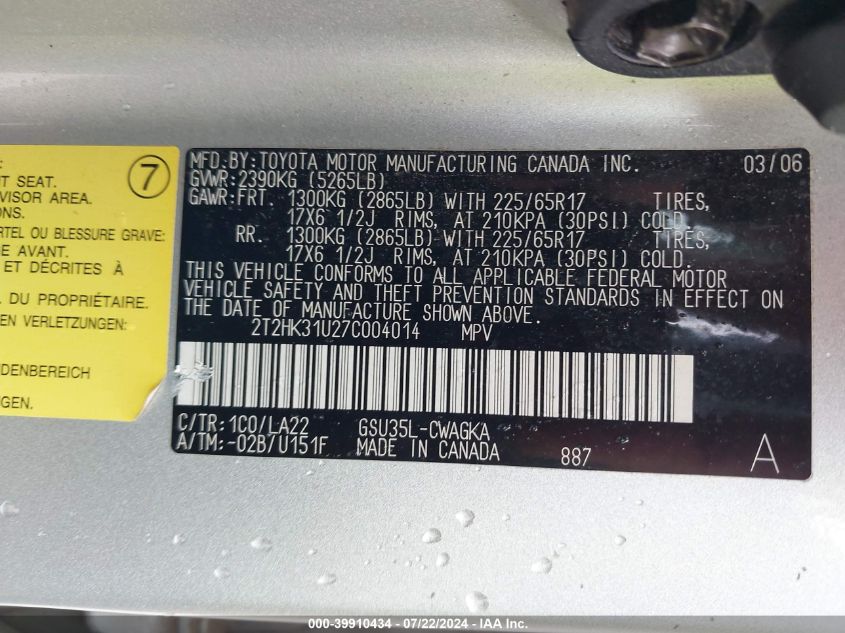 :
T SEAT.
VISOR AREA.
ONS.
RTEL OU BLESSURE GRAVE:
E AVANT.
ET DÉCRITES À
. DU PROPRIÉTAIRE.
EN VERLETZUNGEN:
NDENBEREICH
UNGEN.
7
MFD.BY:TOYOTA MOTOR MANUFACTURING CANADA INC. 03/06
GVWR:2390KG (5265LB)
GAWR:FRT. 1300KG (2865LB) WITH 225/65R17 TIRES,
17X6 1/2J RIMS, AT 210KPA (30PSI) COLD.
RR. 1300KG (2865LB) WITH 225/65R17 TIRES,
17X6 1/2J RIMS, AT 210KPA (30PSI) COLD.
THIS VEHICLE CONFORMS TO ALL APPLICABLE FEDERAL MOTOR
VEHICLE SAFETY AND THEFT PREVENTION STANDARDS IN EFFECT ON
THE DATE OF MANUFACTURE SHOWN ABOVE.
2T2HK31U27C004014 MPV
C/TR:1C0/LA22 GSU35L-CWAGKA
A/TM:-02B/U151F MADE IN CANADA 887 A
000-39910434 - 07/22/2024 - IAA, Inc.